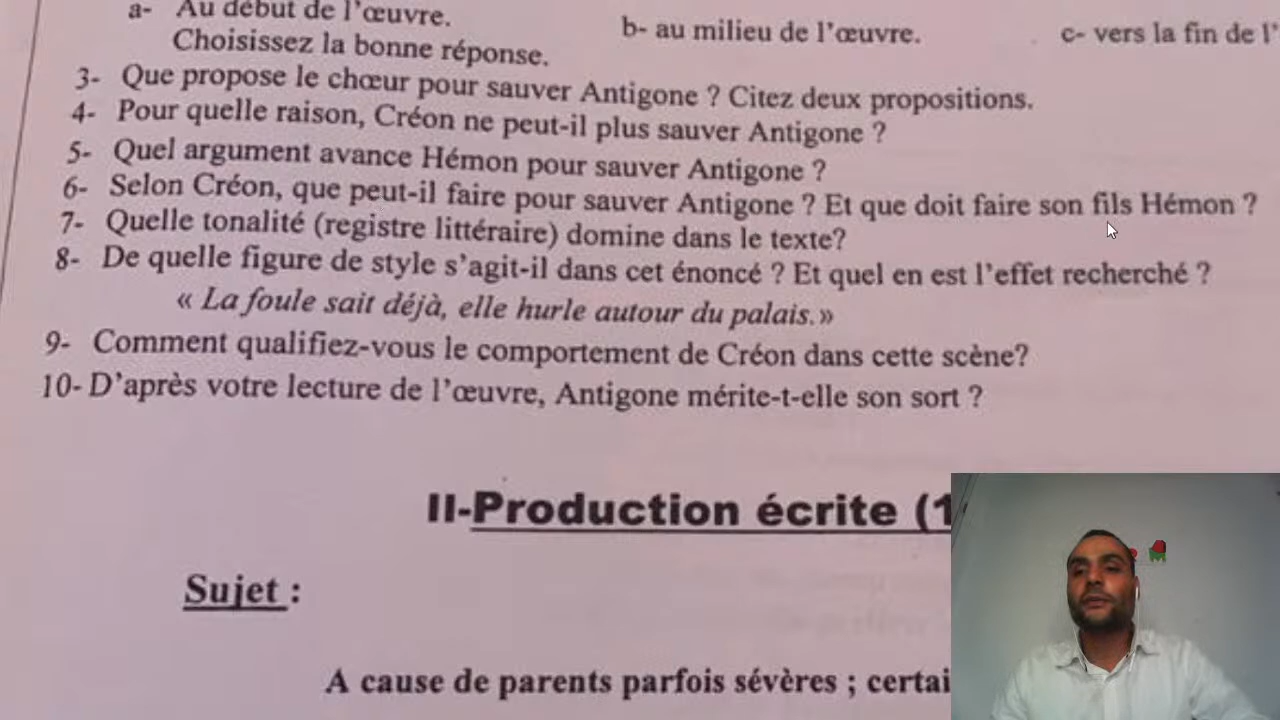 a- Au début de l'œuvre. b- au milieu de l'œuvre. c- vers la fin de l'
Choisissez la bonne réponse.
3- Que propose le chœur pour sauver Antigone ? Citez deux propositions.
4- Pour quelle raison, Créon ne peut-il plus sauver Antigone ?
5- Quel argument avance Hémon pour sauver Antigone ?
6- Selon Créon, que peut-il faire pour sauver Antigone ? Et que doit faire son fils Hémon ?
7- Quelle tonalité (registre littéraire) domine dans le texte?
8- De quelle figure de style s'agit-il dans cet énoncé ? Et quel en est l'effet recherché ?
« La foule sait déjà, elle hurle autour du palais.»
9- Comment qualifiez-vous le comportement de Créon dans cette scène?
10- D'après votre lecture de l'œuvre, Antigone mérite-t-elle son sort ?
II-Production écrite (1
Sujet :
A cause de parents parfois sévères ; certai